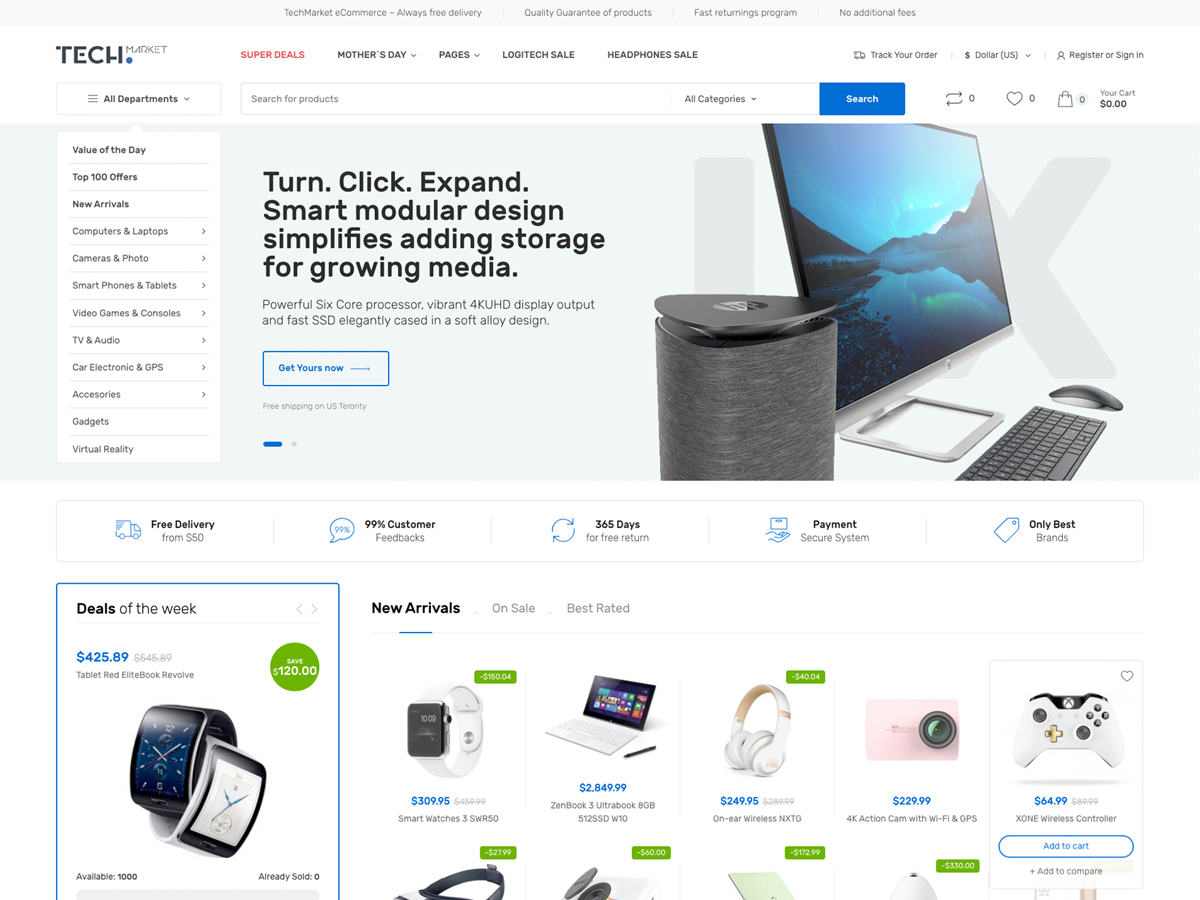 TechMarket eCommerce – Always free delivery
Quality Guarantee of products
Fast returnings program
No additional fees
TECH MARKET
SUPER DEALS
MOTHER`S DAY
PAGES
LOGITECH SALE
HEADPHONES SALE
Track Your Order
$ Dollar (US)
Register or Sign in
All Departments
Search for products
All Categories
Search
0
0
0
Your Cart
$0.00
Value of the Day
Top 100 Offers
New Arrivals
Computers & Laptops
Cameras & Photo
Smart Phones & Tablets
Video Games & Consoles
TV & Audio
Car Electronic & GPS
Accesories
Gadgets
Virtual Reality
Turn. Click. Expand.
Smart modular design
simplifies adding storage
for growing media.
Powerful Six Core processor, vibrant 4KUHD display output
and fast SSD elegantly cased in a soft alloy design.
Get Yours now
Free shipping on US Terority
hp
Free Delivery
from $50
99%
99% Customer
Feedbacks
365 Days
for free return
Payment
Secure System
Only Best
Brands
Deals of the week
$425.89 $545.89
Tablet Red EliteBook Revolve
SAVE
$120.00
Available: 1000
Already Sold: 0
New Arrivals
On Sale
Best Rated
-$150.04
10:09
$309.95 $459.99
Smart Watches 3 SWR50
$2,849.99
ZenBook 3 Ultrabook 8GB
512SSD W10
-$40.04
$249.95 $289.99
On-ear Wireless NXTG
$229.99
4K Action Cam with Wi-Fi & GPS
$64.99 $89.99
XONE Wireless Controller
Add to cart
+ Add to compare
-$27.99
-$60.00
-$172.99
-$330.00